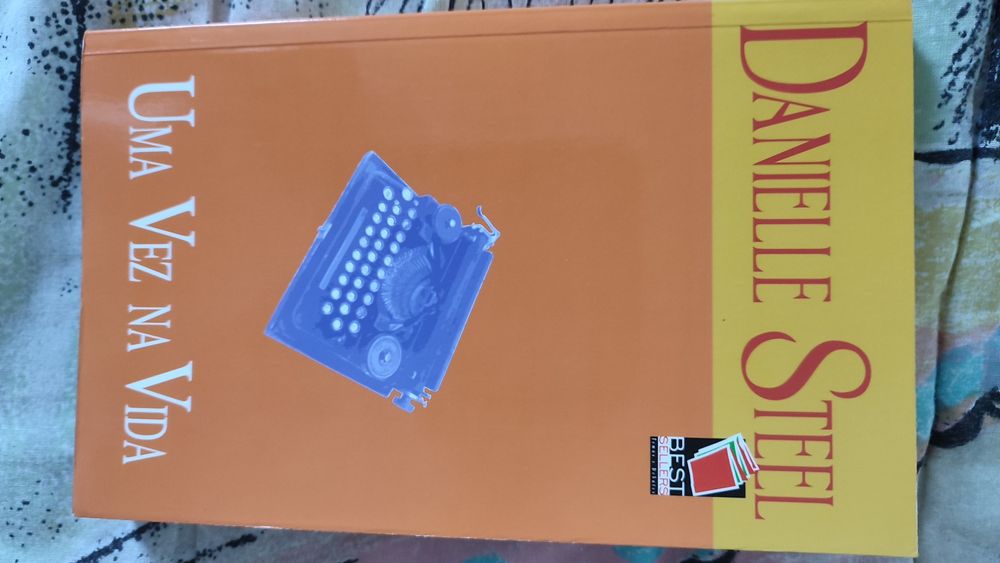 DANIELLE STEEL
BEST
SELLERS
UMA VEZ NA VIDA